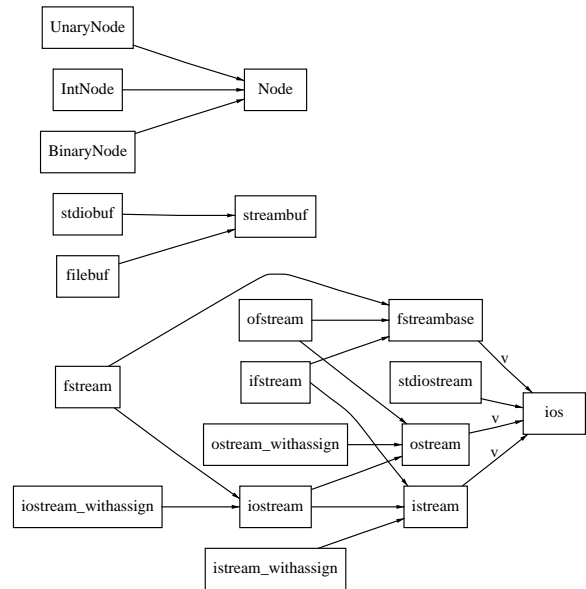 UnaryNode
IntNode
Node
BinaryNode
stdiobuf
streambuf
filebuf
ofstream
fstreambase
v
fstream
ifstream
stdiostream
ios
v
ostream_withassign
ostream
v
iostream_withassign
iostream
istream
istream_withassign